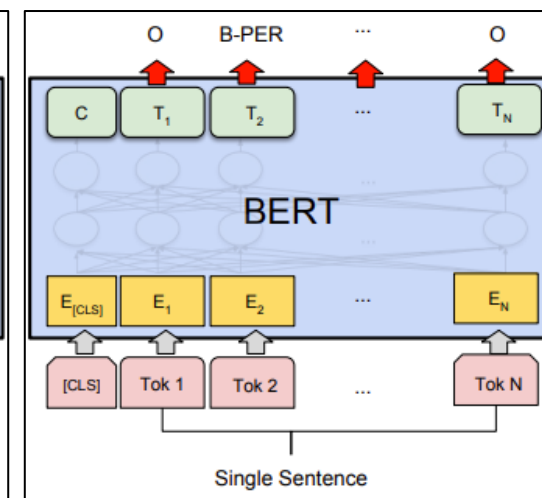 O B-PER ... O
C T1 T2 ... TN
...
BERT
...
E[CLS] E1 E2 ... EN
[CLS] Tok 1 Tok 2 ... Tok N
Single Sentence